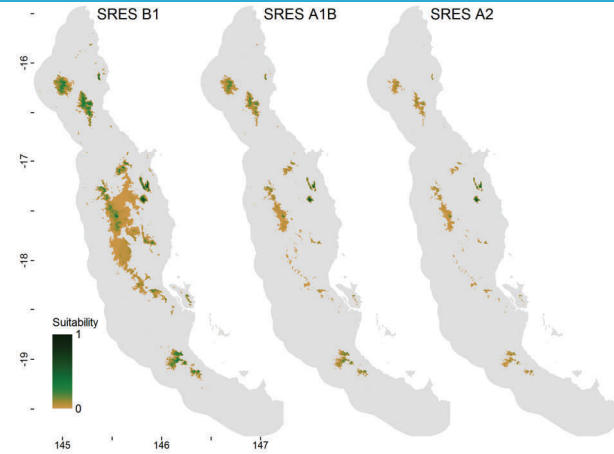 SRES B1
SRES A1B
SRES A2
-16
-17
-18
-19
Suitability
1
0
145
146
147